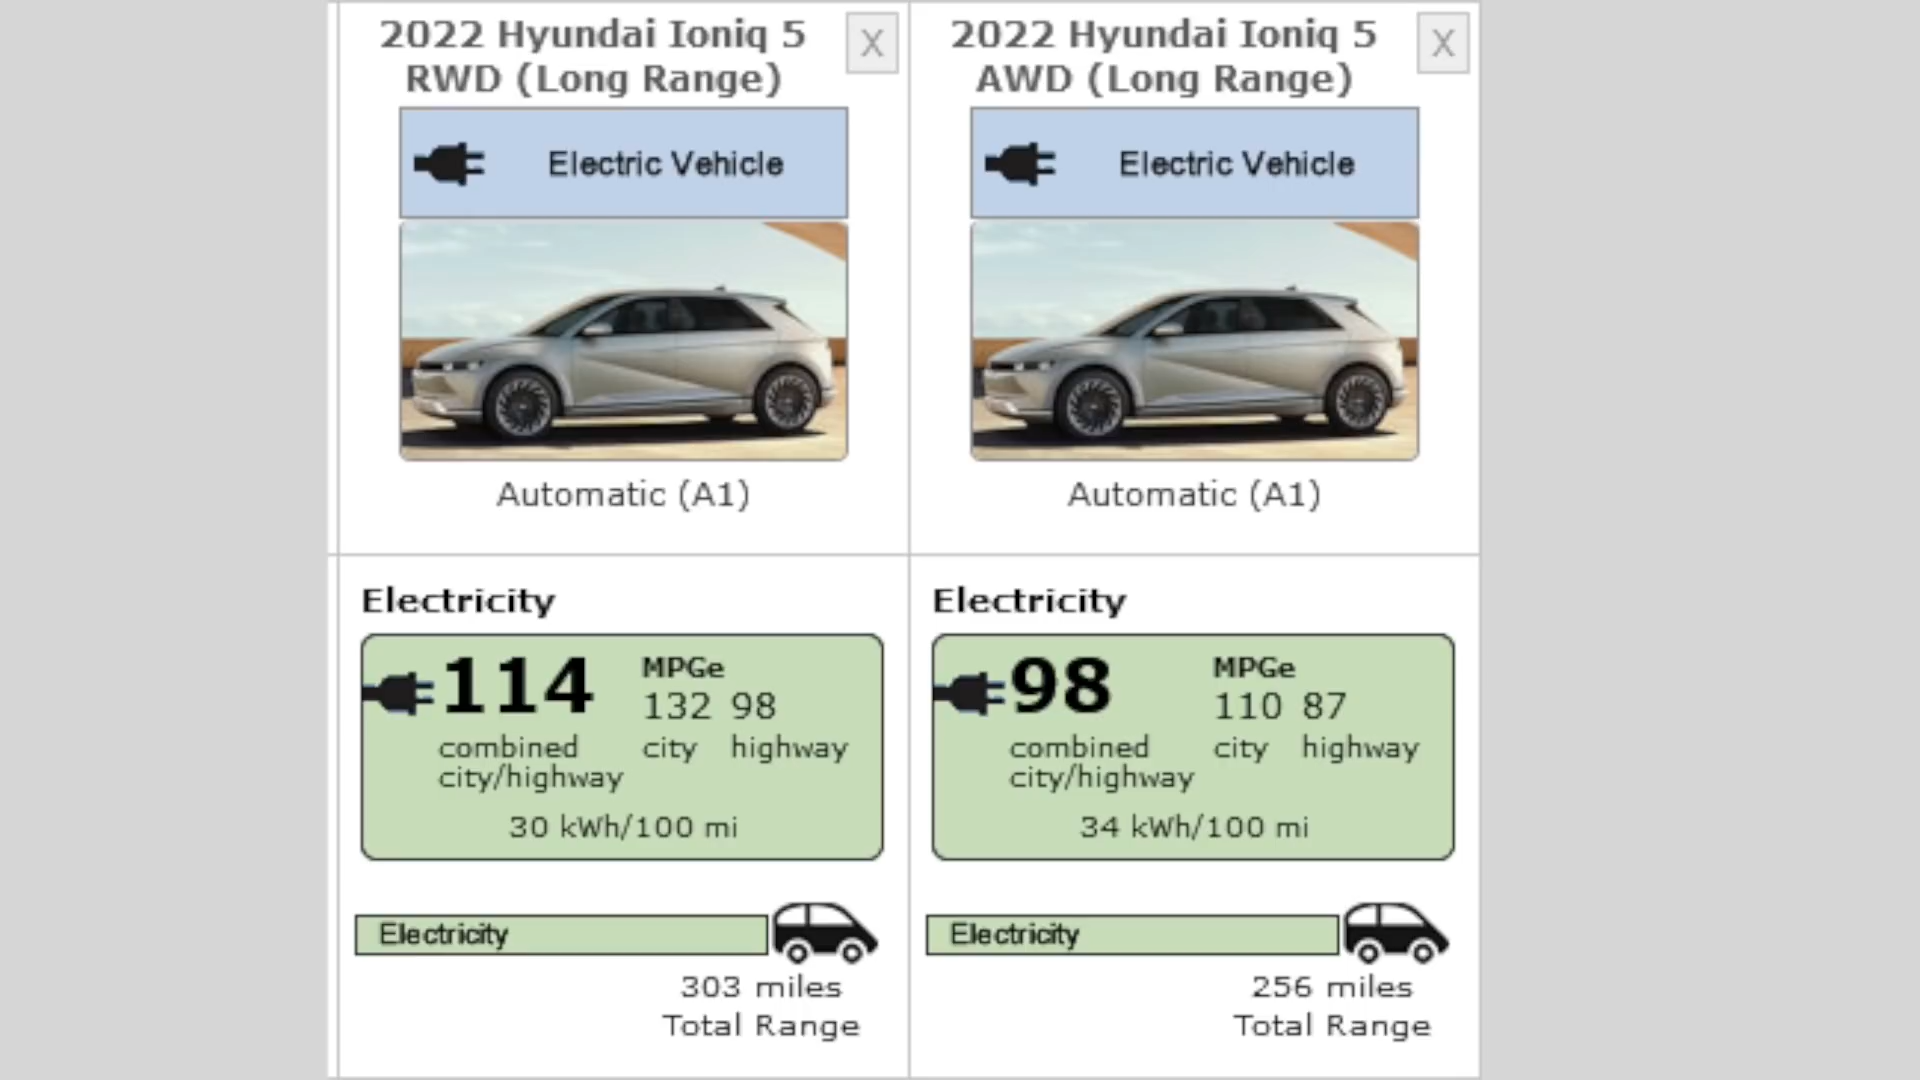 2022 Hyundai Ioniq 5
RWD (Long Range)
X
Electric Vehicle
Automatic (A1)
Electricity
114
combined
city/highway
MPGe
132 98
city highway
30 kWh/100 mi
Electricity
303 miles
Total Range
2022 Hyundai Ioniq 5
AWD (Long Range)
X
Electric Vehicle
Automatic (A1)
Electricity
98
combined
city/highway
MPGe
110 87
city highway
34 kWh/100 mi
Electricity
256 miles
Total Range